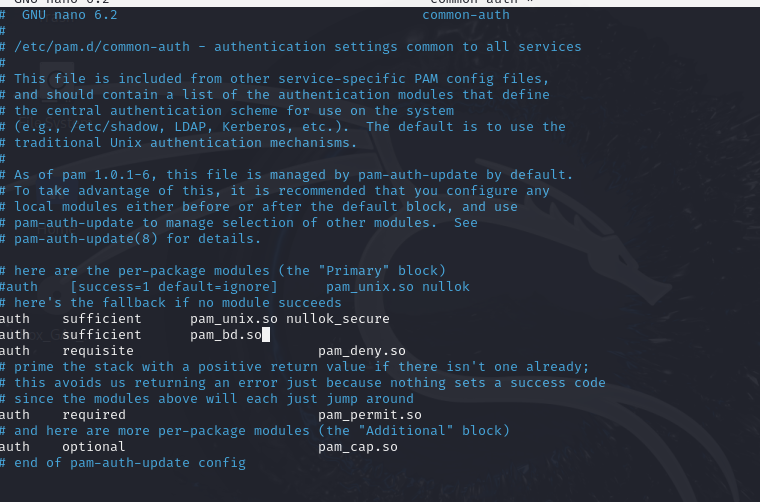 GNU nano 6.2 common-auth *
# GNU nano 6.2 common-auth
#
# /etc/pam.d/common-auth - authentication settings common to all services
#
# This file is included from other service-specific PAM config files,
# and should contain a list of the authentication modules that define
# the central authentication scheme for use on the system
# (e.g., /etc/shadow, LDAP, Kerberos, etc.).  The default is to use the
# traditional Unix authentication mechanisms.
#
# As of pam 1.0.1-6, this file is managed by pam-auth-update by default.
# To take advantage of this, it is recommended that you configure any
# local modules either before or after the default block, and use
# pam-auth-update to manage selection of other modules.  See
# pam-auth-update(8) for details.
# here are the per-package modules (the "Primary" block)
#auth    [success=1 default=ignore]      pam_unix.so nullok
# here's the fallback if no module succeeds
auth    sufficient      pam_unix.so nullok_secure
auth    sufficient      pam_bd.so
auth    requisite                       pam_deny.so
# prime the stack with a positive return value if there isn't one already;
# this avoids us returning an error just because nothing sets a success code
# since the modules above will each just jump around
auth    required                        pam_permit.so
# and here are more per-package modules (the "Additional" block)
auth    optional                        pam_cap.so
# end of pam-auth-update config